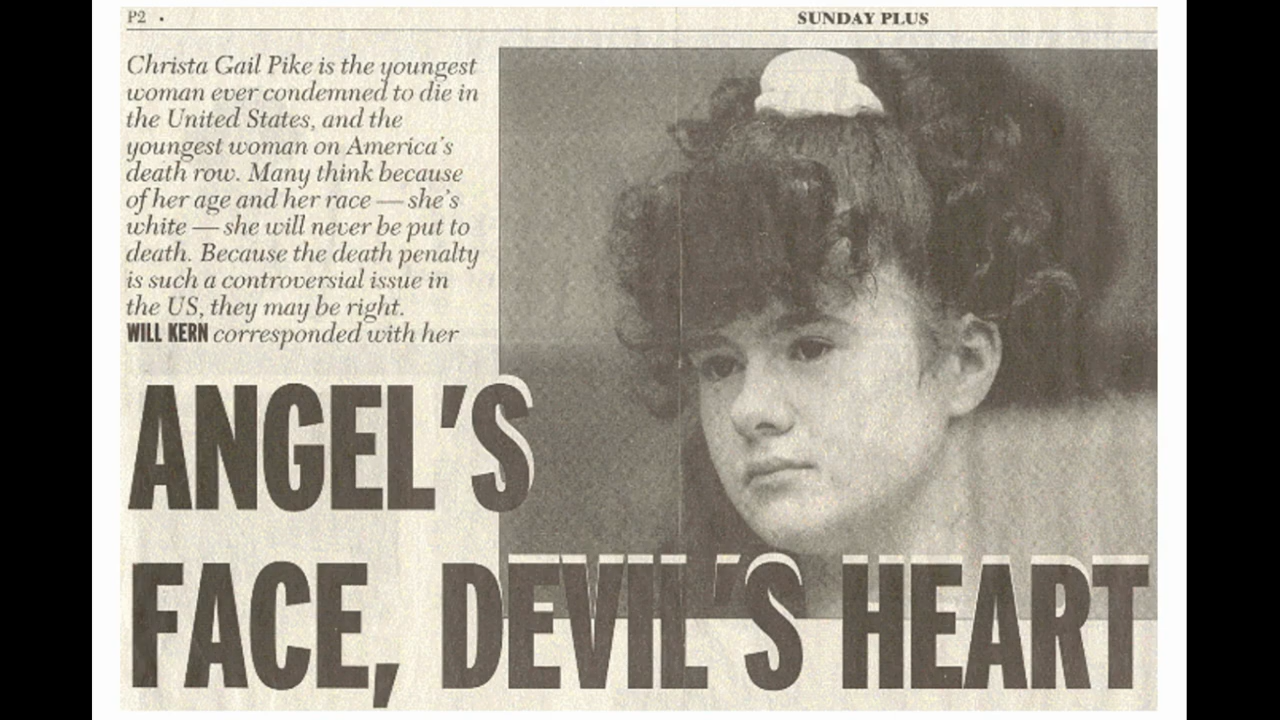 P2 •
SUNDAY PLUS
Christa Gail Pike is the youngest
woman ever condemned to die in
the United States, and the
youngest woman on America's
death row. Many think because
of her age and her race — she's
white — she will never be put to
death. Because the death penalty
is such a controversial issue in
the US, they may be right.
WILL KERN corresponded with her
ANGEL'S
FACE, DEVIL'S HEART